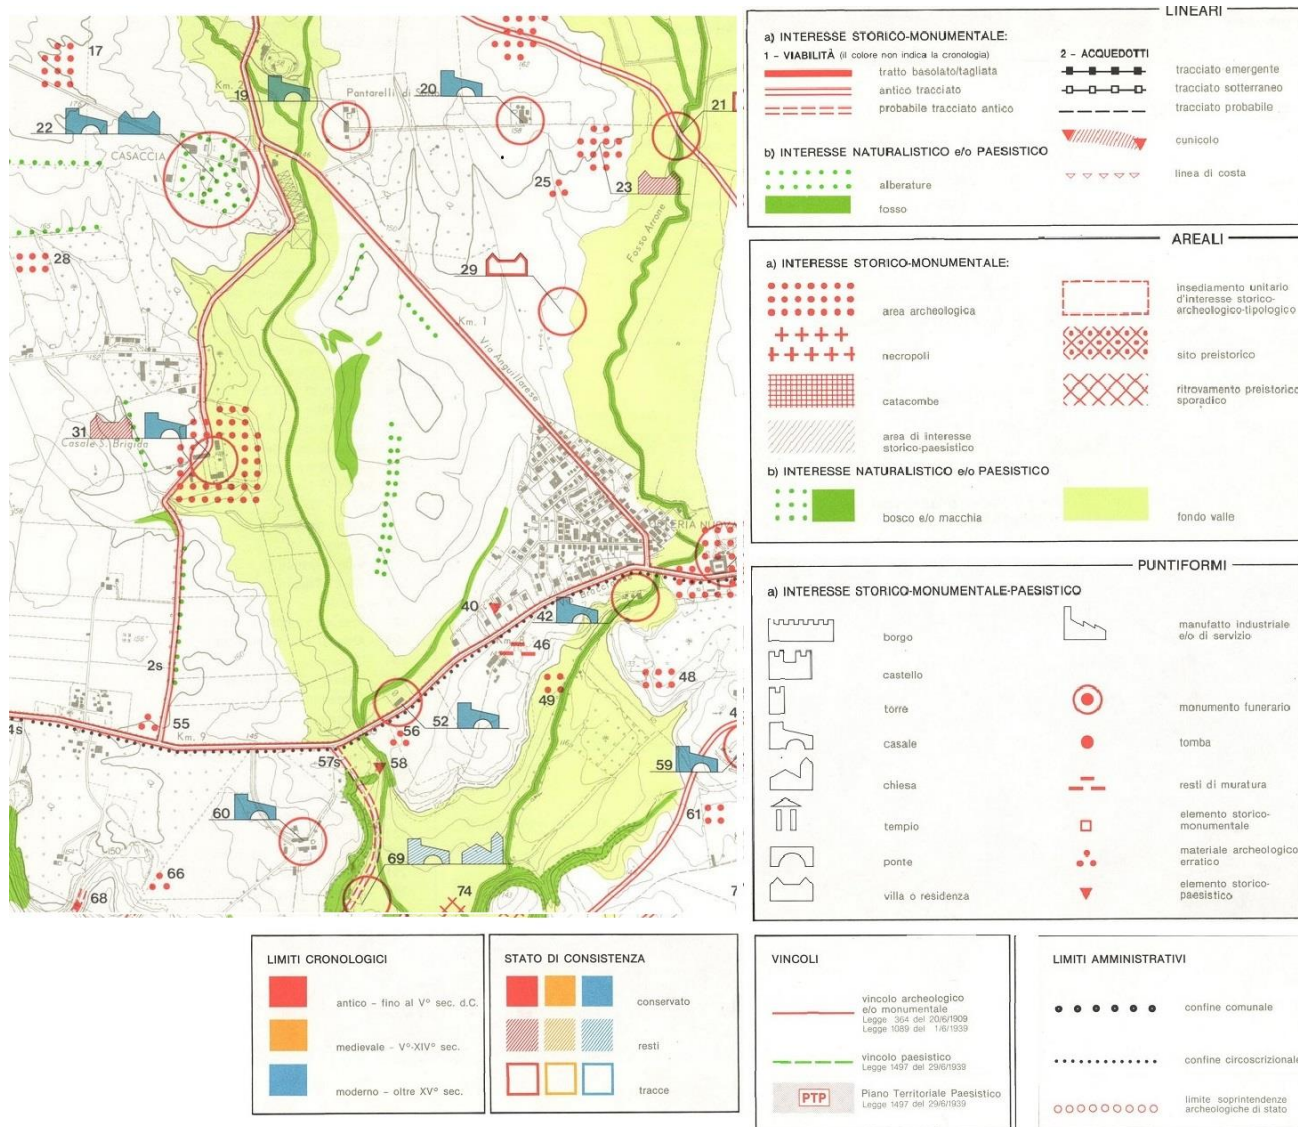 17
Km. 2
19
Pantarelli di S
20
21
22
CASACCIA
25
23
Fosso Arrone
28
29
Km. 1
Via Anguillarese
31
Casale S. Brigida
40
42
46
48
49
2s
55
52
56
4s
Km. 9
57s
58
59
60
61
66
68
69
74
LINEARI
a) INTERESSE STORICO-MONUMENTALE:
1 - VIABILITÀ (il colore non indica la cronologia)
tratto basolato/tagliata
antico tracciato
probabile tracciato antico
2 - ACQUEDOTTI
tracciato emergente
tracciato sotterraneo
tracciato probabile
cunicolo
linea di costa
b) INTERESSE NATURALISTICO e/o PAESISTICO
alberature
fosso
AREALI
a) INTERESSE STORICO-MONUMENTALE:
area archeologica
necropoli
catacombe
area di interesse
storico-paesistico
insediamento unitario
d'interesse storico-
archeologico-tipologico
sito preistorico
ritrovamento preistorico
sporadico
b) INTERESSE NATURALISTICO e/o PAESISTICO
bosco e/o macchia
fondo valle
PUNTIFORMI
a) INTERESSE STORICO-MONUMENTALE-PAESISTICO
borgo
castello
torre
casale
chiesa
tempio
ponte
villa o residenza
manufatto industriale
e/o di servizio
monumento funerario
tomba
resti di muratura
elemento storico-
monumentale
materiale archeologico
erratico
elemento storico-
paesistico
LIMITI CRONOLOGICI
antico - fino al V° sec. d.C.
medievale - V°-XIV° sec.
moderno - oltre XV° sec.
STATO DI CONSISTENZA
conservato
resti
tracce
VINCOLI
vincolo archeologico
e/o monumentale
Legge 364 del 20/6/1909
Legge 1089 del 1/6/1939
vincolo paesistico
Legge 1497 del 29/6/1939
PTP
Piano Territoriale Paesistico
Legge 1497 del 29/6/1939
LIMITI AMMINISTRATIVI
confine comunale
confine circoscrizionale
limite soprintendenze
archeologiche di stato